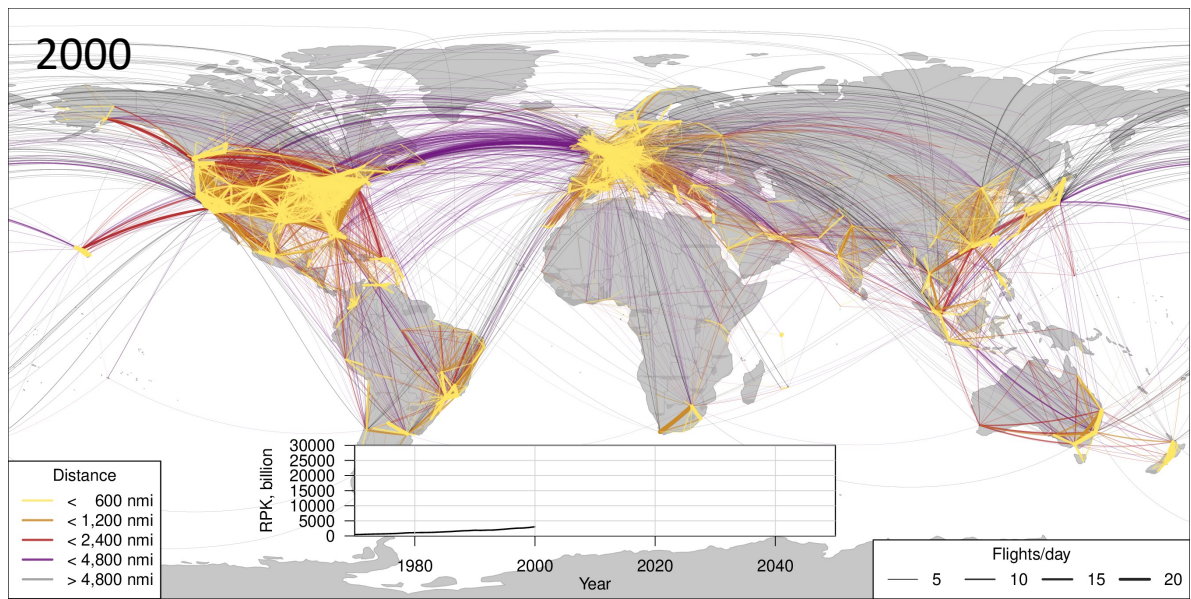 2000
30000
25000
20000
15000
10000
5000
0
RPK, billion
1980 2000 2020 2040
Year
Distance
< 600 nmi
< 1,200 nmi
< 2,400 nmi
< 4,800 nmi
> 4,800 nmi
Flights/day
5 10 15 20